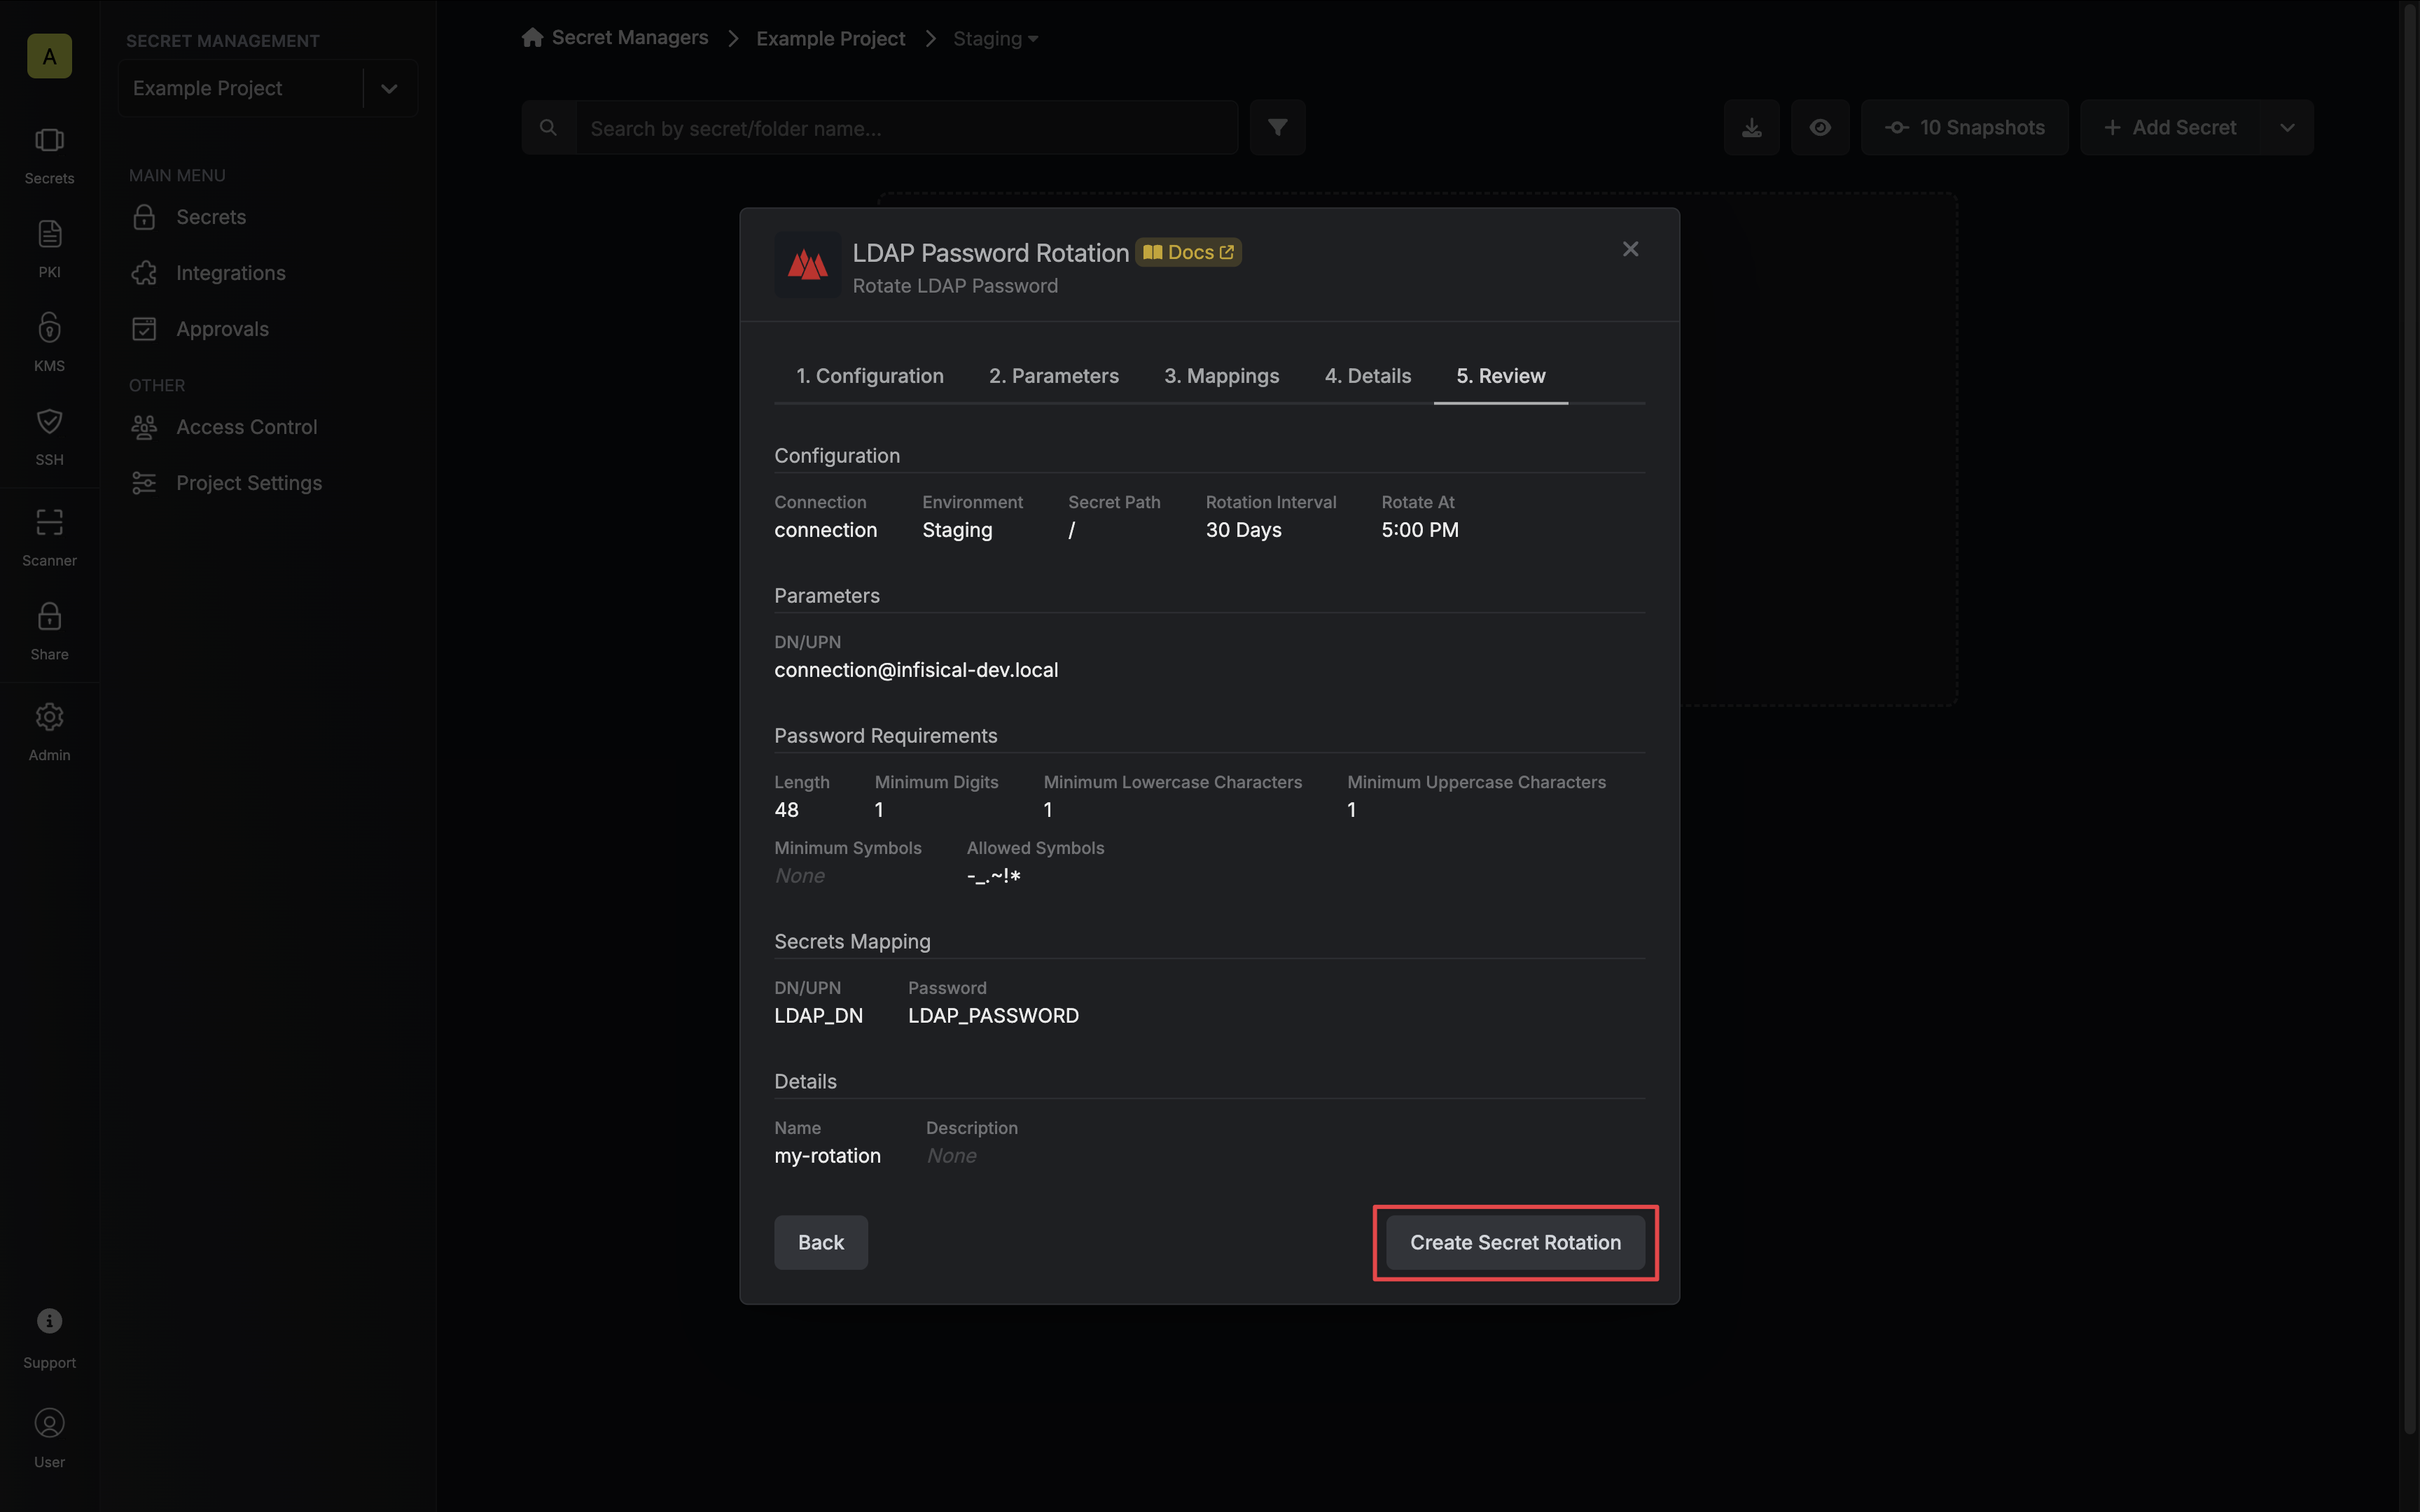 A
Secrets
PKI
KMS
SSH
Scanner
Share
Admin
Support
User
SECRET MANAGEMENT
Example Project
MAIN MENU
Secrets
Integrations
Approvals
OTHER
Access Control
Project Settings
Secret Managers > Example Project > Staging
Search by secret/folder name...
10 Snapshots
+ Add Secret
LDAP Password Rotation Docs
Rotate LDAP Password
1. Configuration 2. Parameters 3. Mappings 4. Details 5. Review
Configuration
Connection Environment Secret Path Rotation Interval Rotate At
connection Staging / 30 Days 5:00 PM
Parameters
DN/UPN
connection@infisical-dev.local
Password Requirements
Length Minimum Digits Minimum Lowercase Characters Minimum Uppercase Characters
48 1 1 1
Minimum Symbols Allowed Symbols
None -_.~!*
Secrets Mapping
DN/UPN Password
LDAP_DN LDAP_PASSWORD
Details
Name Description
my-rotation None
Back Create Secret Rotation